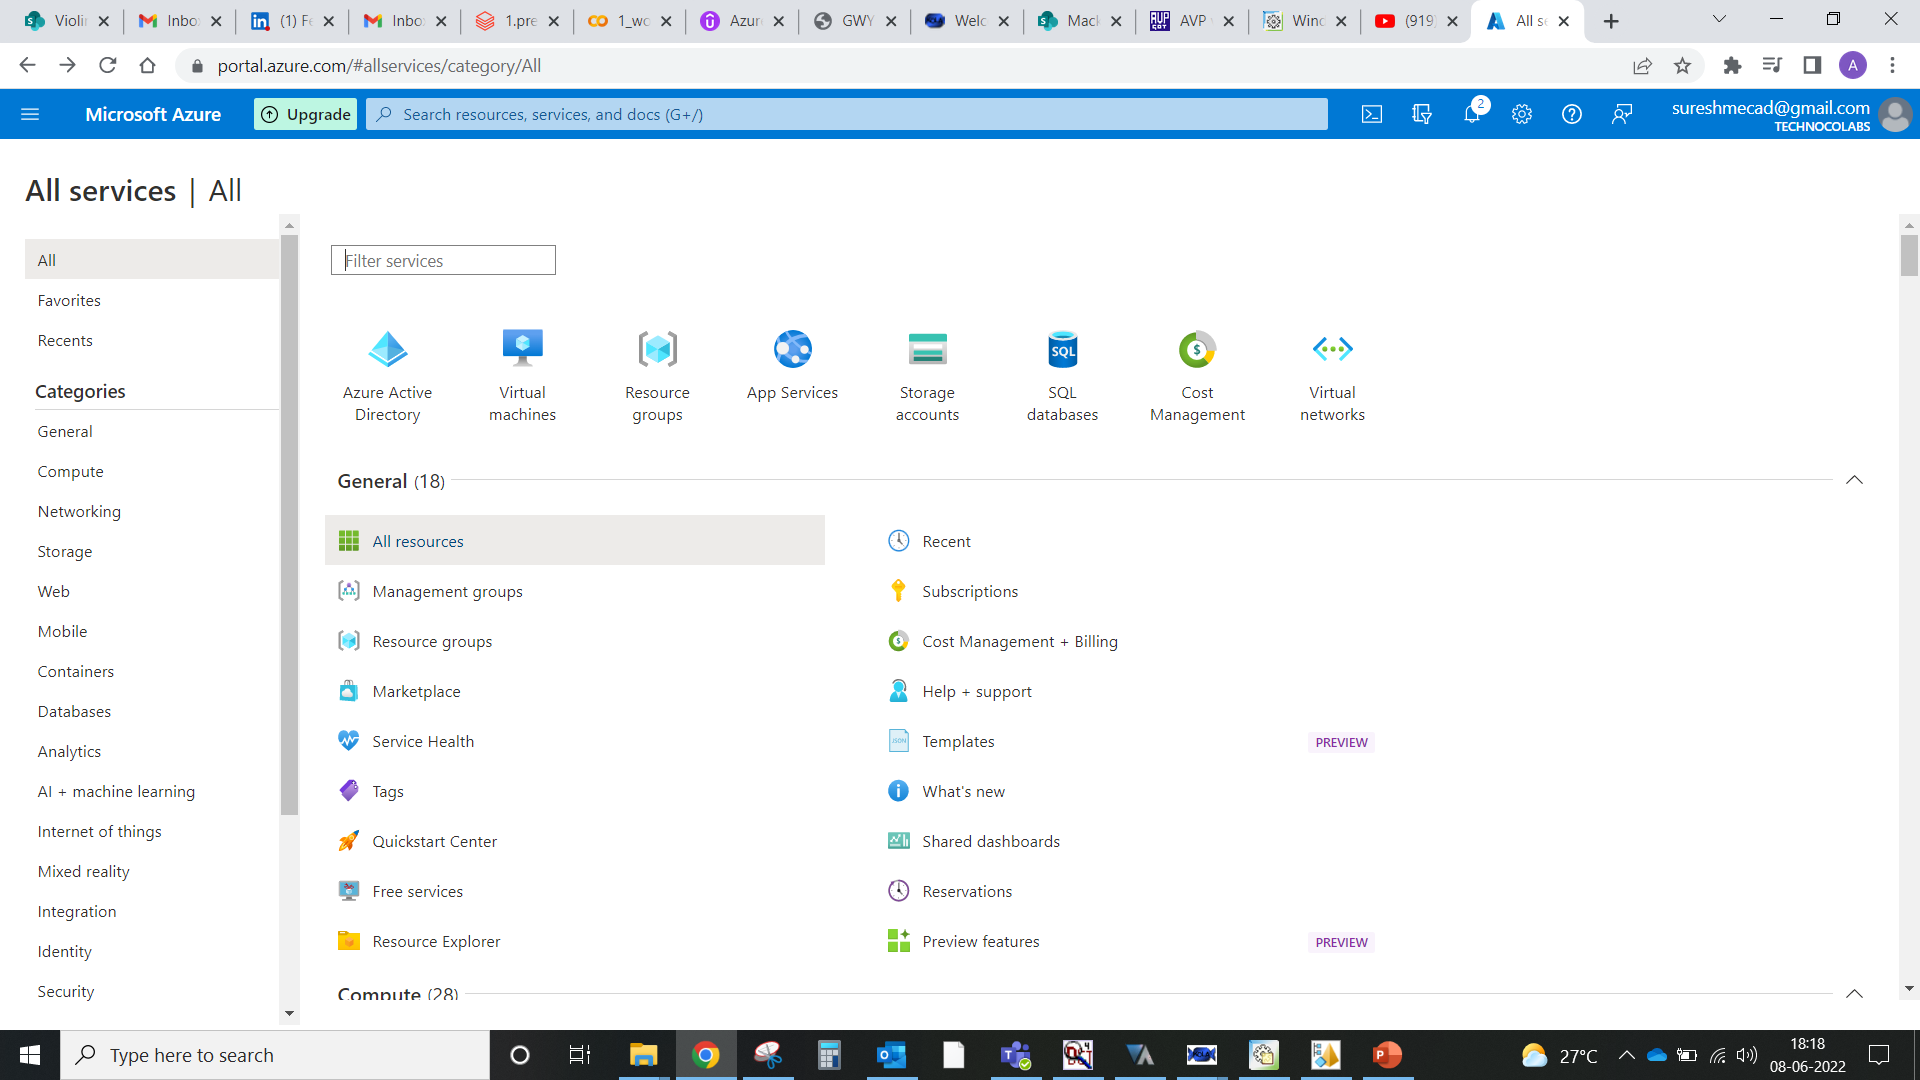 Violin
Inbo
(1) Fe
Inbo
1.pre
1_wo
Azur
GWY
Welc
Mack
AVP
Wind
(919)
All se
portal.azure.com/#allservices/category/All
A
Microsoft Azure
Upgrade
Search resources, services, and docs (G+/)
2
sureshmecad@gmail.com
TECHNOCOLABS
All services | All
All
Favorites
Recents
Categories
General
Compute
Networking
Storage
Web
Mobile
Containers
Databases
Analytics
AI + machine learning
Internet of things
Mixed reality
Integration
Identity
Security
Filter services
Azure Active
Directory
Virtual
machines
Resource
groups
App Services
Storage
accounts
SQL
SQL
databases
Cost
Management
Virtual
networks
General (18)
All resources
Recent
Management groups
Subscriptions
Resource groups
Cost Management + Billing
Marketplace
Help + support
Service Health
Templates
PREVIEW
Tags
What's new
Quickstart Center
Shared dashboards
Free services
Reservations
Resource Explorer
Preview features
PREVIEW
Compute (28)
Type here to search
27°C
18:18
08-06-2022